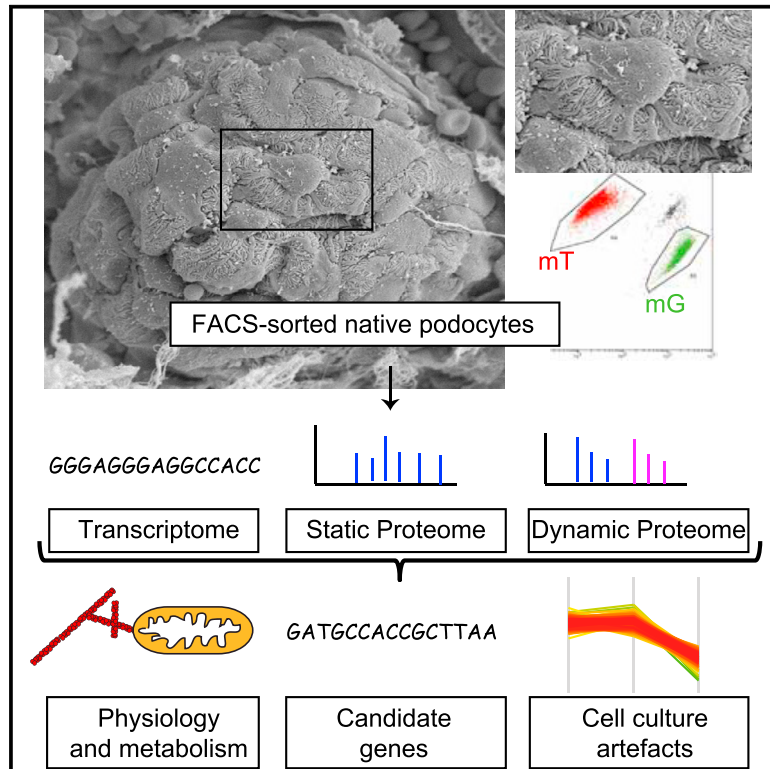 mT
mG
FACS-sorted native podocytes
GGGAGGGAGGCCACC
Transcriptome
Static Proteome
Dynamic Proteome
GATGCCACCGCTTAA
Physiology
and metabolism
Candidate
genes
Cell culture
artefacts